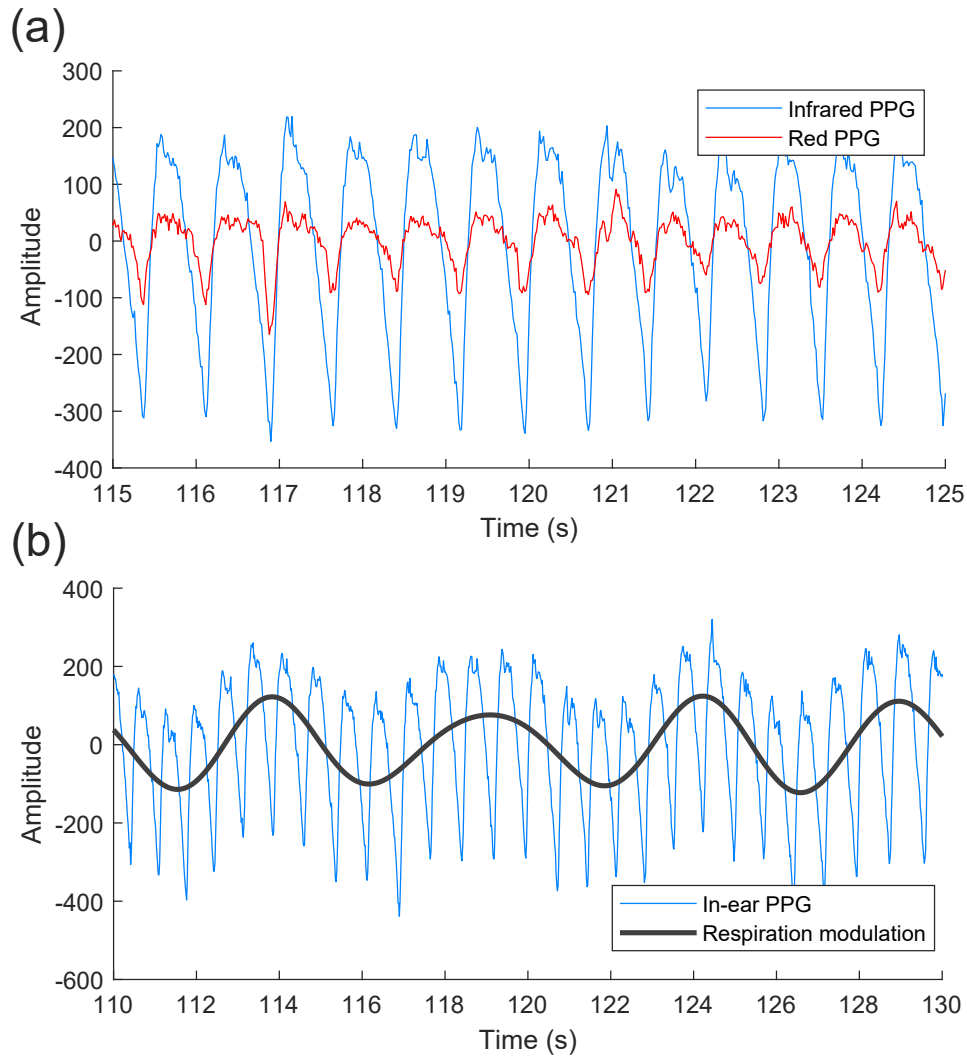 (a)
300
200
100
0
-100
-200
-300
-400
Amplitude
Infrared PPG
Red PPG
115 116 117 118 119 120 121 122 123 124 125
Time (s)
(b)
400
200
0
-200
-400
-600
Amplitude
In-ear PPG
Respiration modulation
110 112 114 116 118 120 122 124 126 128 130
Time (s)